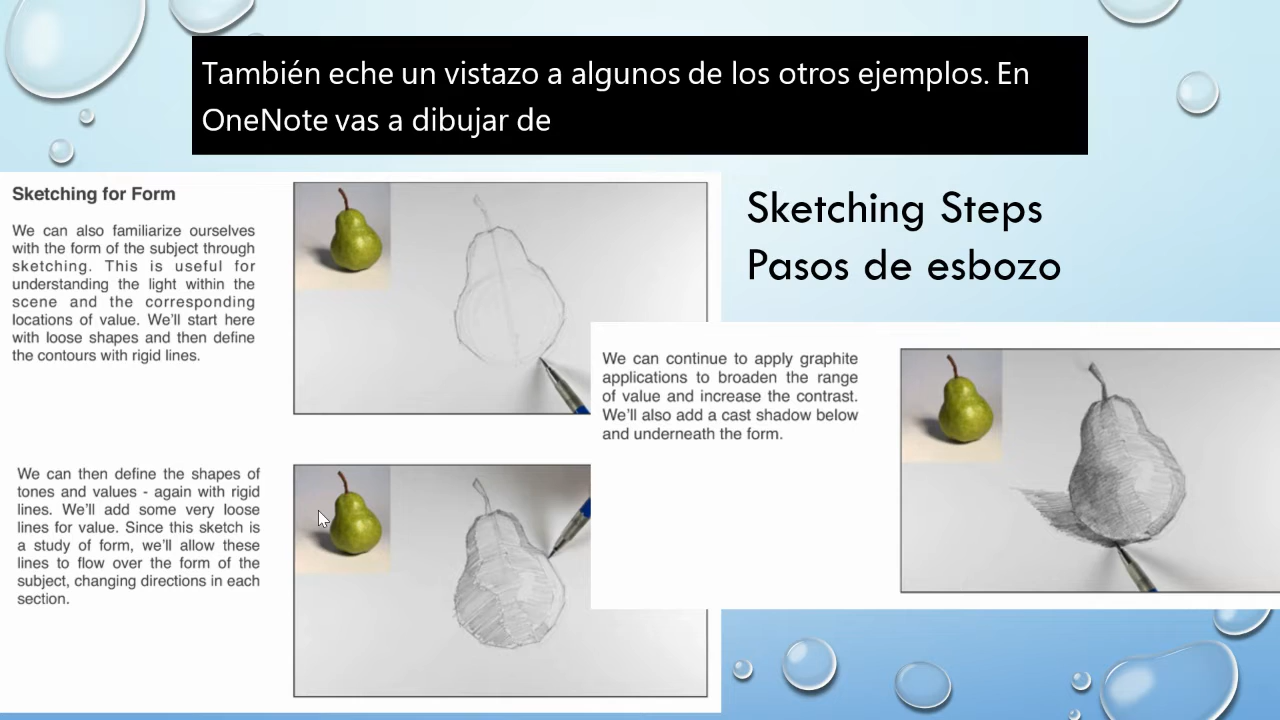 También eche un vistazo a algunos de los otros ejemplos. En
OneNote vas a dibujar de
Sketching for Form
We can also familiarize ourselves
with the form of the subject through
sketching. This is useful for
understanding the light within the
scene and the corresponding
locations of value. We'll start here
with loose shapes and then define
the contours with rigid lines.
Sketching Steps
Pasos de esbozo
We can continue to apply graphite
applications to broaden the range
of value and increase the contrast.
We'll also add a cast shadow below
and underneath the form.
We can then define the shapes of
tones and values - again with rigid
lines. We'll add some very loose
lines for value. Since this sketch is
a study of form, we'll allow these
lines to flow over the form of the
subject, changing directions in each
section.